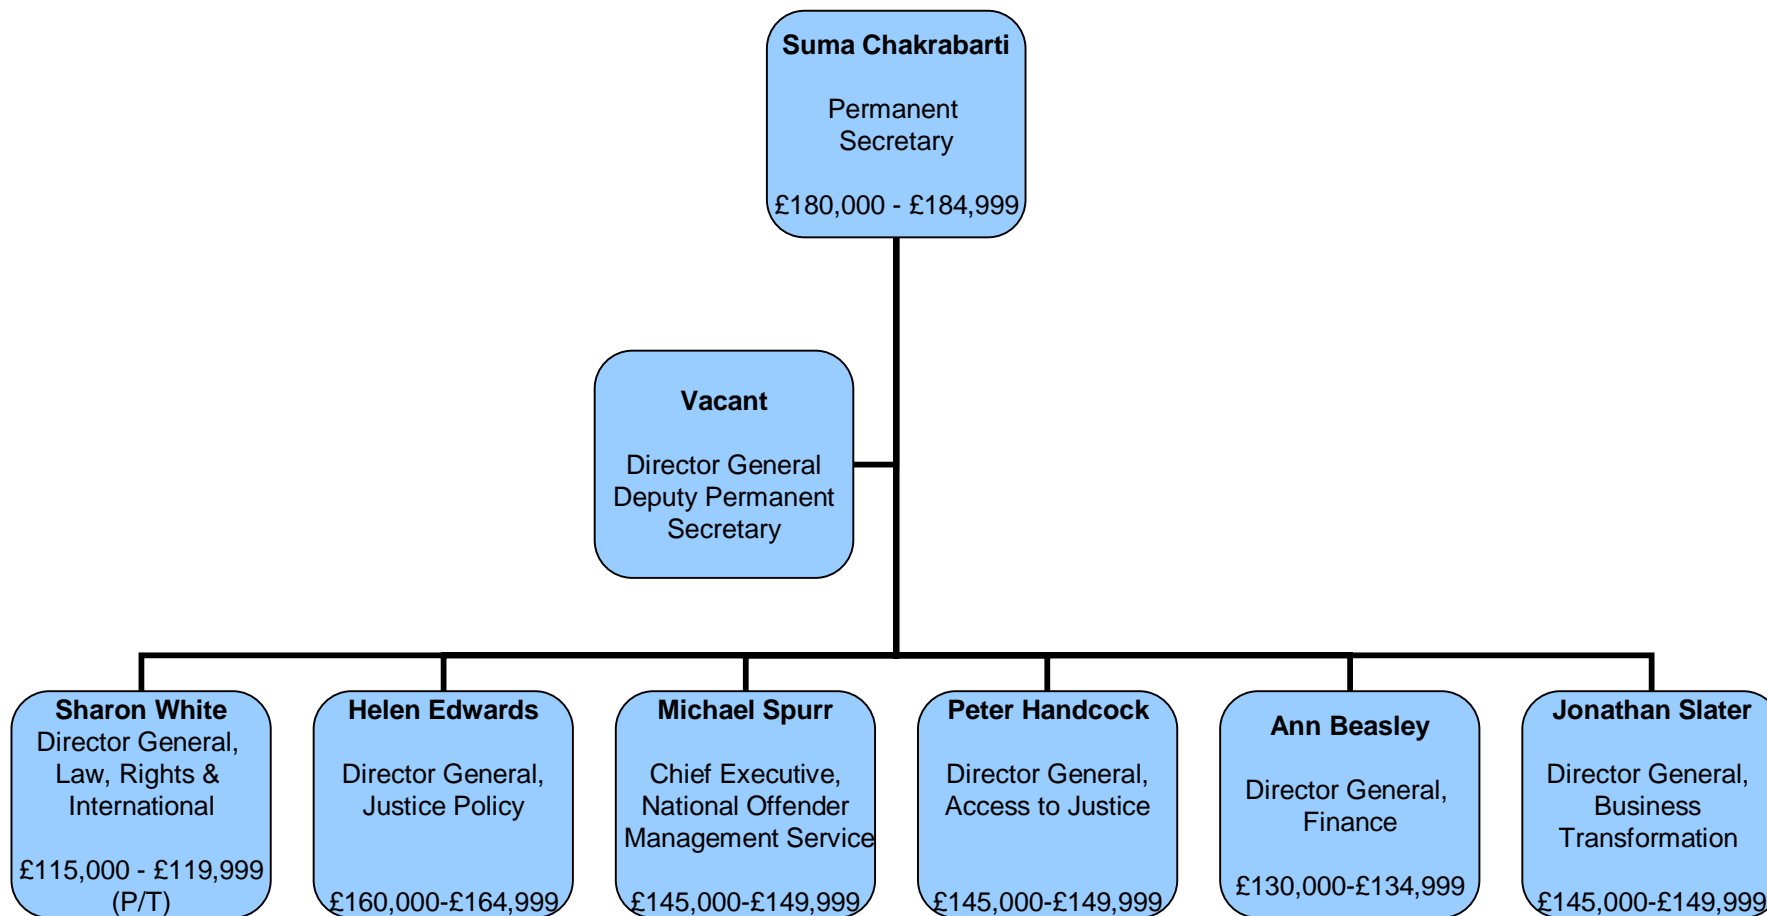 Suma Chakrabarti
Permanent
Secretary
£180,000 - £184,999
Vacant
Director General
Deputy Permanent
Secretary
Sharon White
Director General,
Law, Rights &
International
£115,000 - £119,999
(P/T)
Helen Edwards
Director General,
Justice Policy
£160,000-£164,999
Michael Spurr
Chief Executive,
National Offender
Management Service
£145,000-£149,999
Peter Handcock
Director General,
Access to Justice
£145,000-£149,999
Ann Beasley
Director General,
Finance
£130,000-£134,999
Jonathan Slater
Director General,
Business
Transformation
£145,000-£149,999